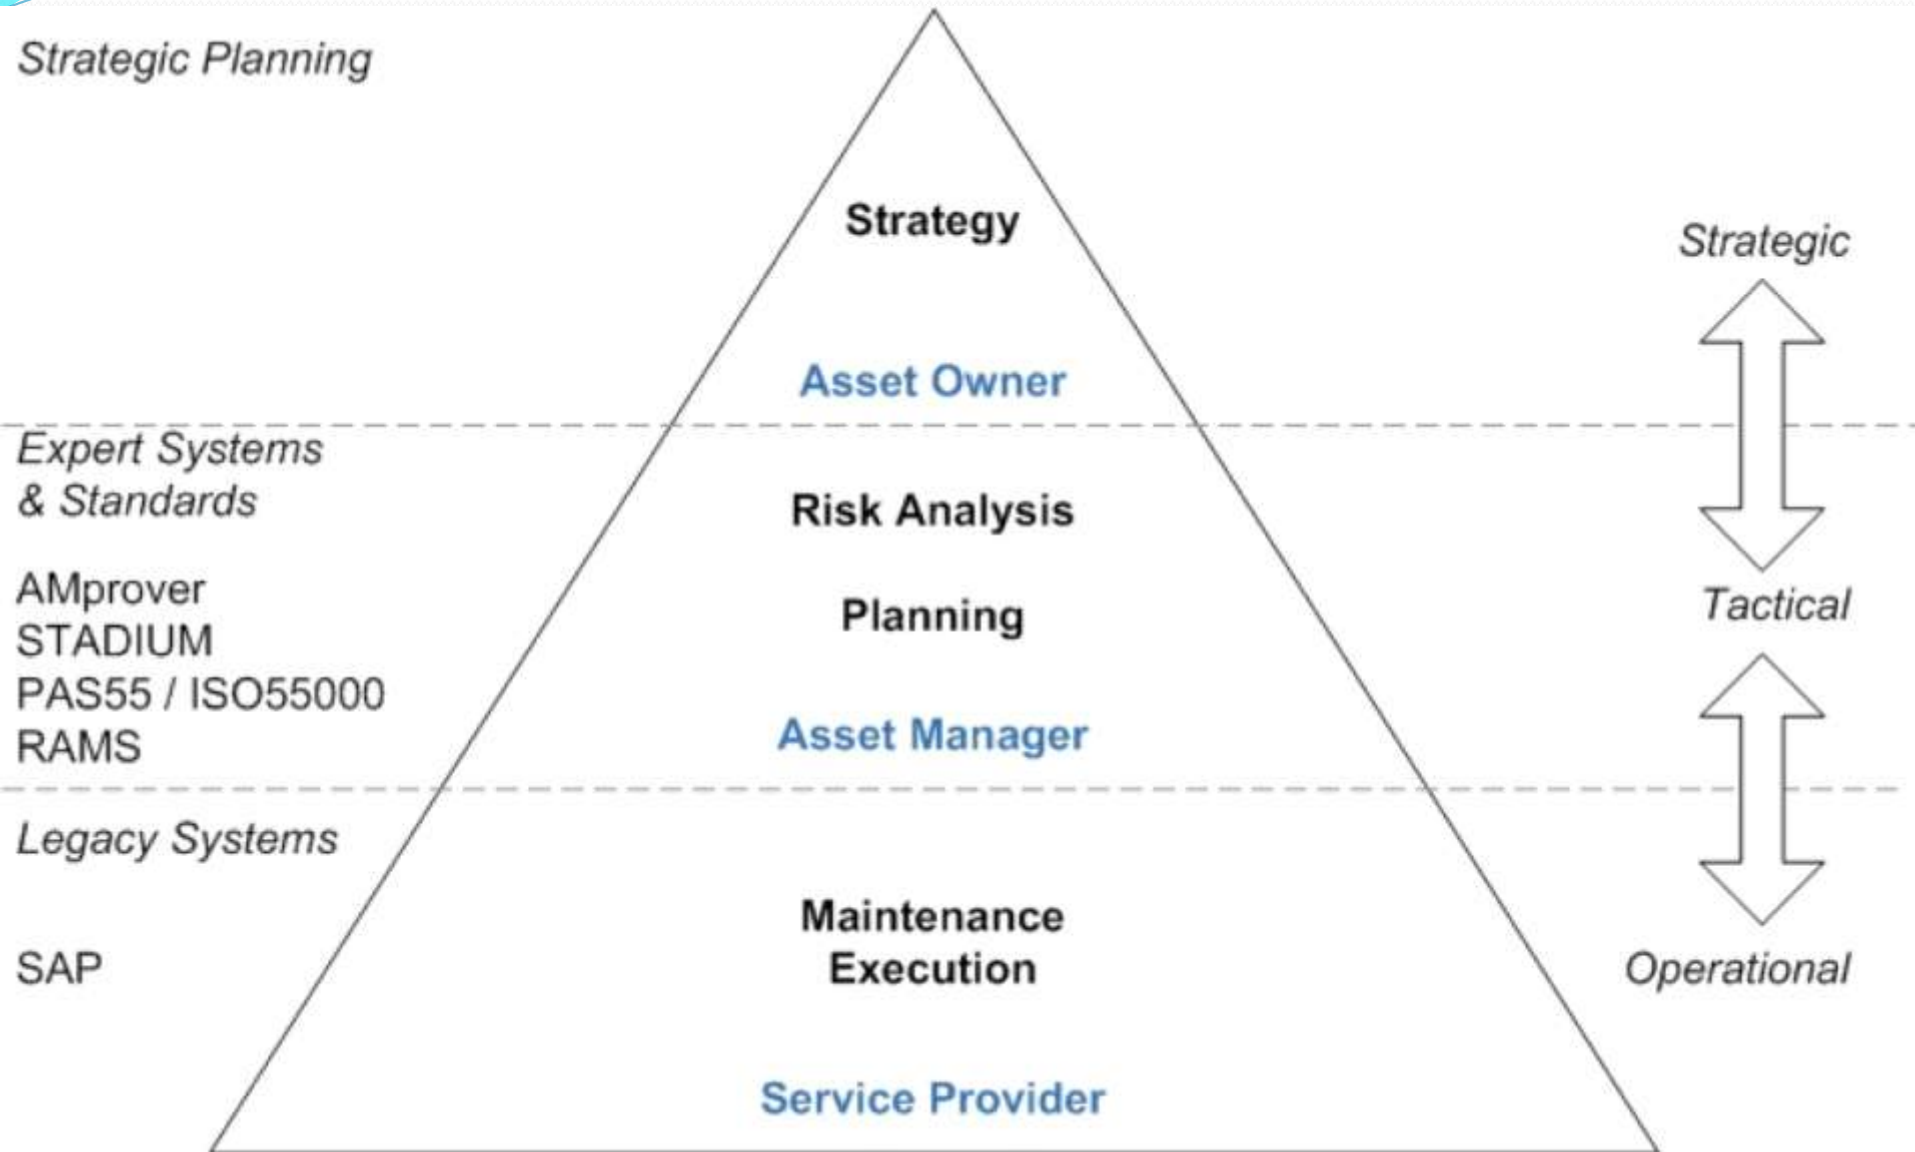 Strategic Planning
Strategy
Strategic
Asset Owner
Expert Systems
& Standards
Risk Analysis
AMprover
STADIUM
PAS55 / ISO55000
RAMS
Planning
Tactical
Asset Manager
Legacy Systems
SAP
Maintenance
Execution
Operational
Service Provider